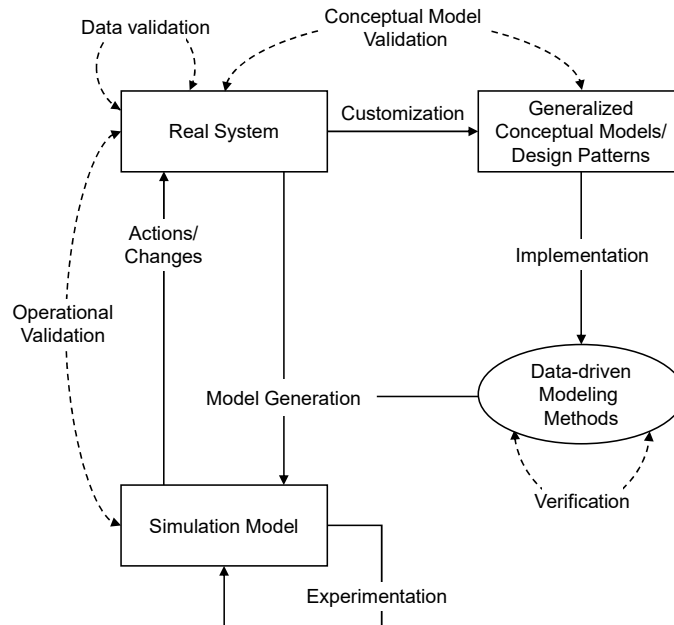 Data validation
Conceptual Model
Validation
Real System
Customization
Generalized
Conceptual Models/
Design Patterns
Actions/
Changes
Implementation
Operational
Validation
Data-driven
Modeling
Methods
Model Generation
Verification
Simulation Model
Experimentation